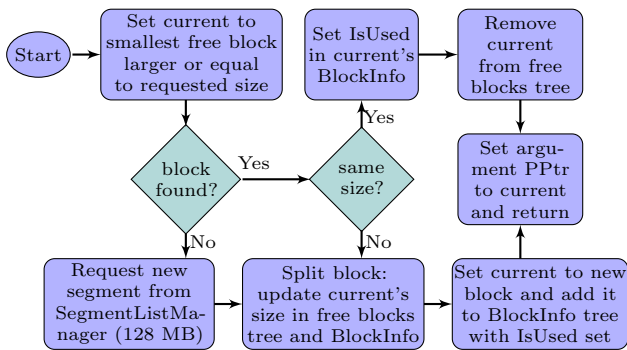 Start
Set current to
smallest free block
larger or equal
to requested size
Set IsUsed
in current's
BlockInfo
Remove
current
from free
blocks tree
block
found?
Yes
same
size?
Yes
Set argu-
ment PPtr
to current
and return
No
No
Request new
segment from
SegmentListMa-
nager (128 MB)
Split block:
update current's
size in free blocks
tree and BlockInfo
Set current to new
block and add it
to BlockInfo tree
with IsUsed set